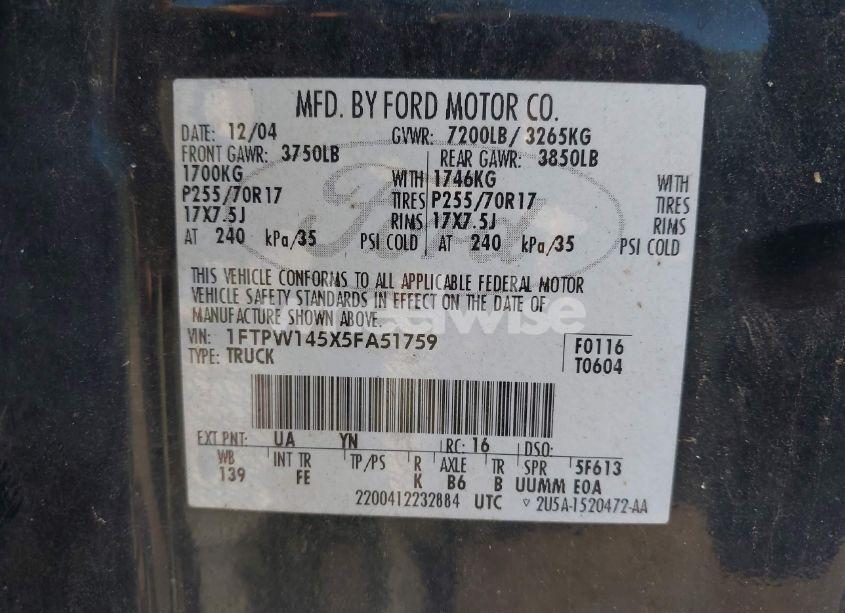 MFD. BY FORD MOTOR CO.
DATE: 12/04 GVWR: 7200LB/ 3265KG
FRONT GAWR: 3750LB REAR GAWR: 3850LB
1700KG WITH 1746KG WITH
P255/70R17 TIRES P255/70R17 TIRES
17X7.5J RIMS 17X7.5J RIMS
AT 240 kPa/35 PSI COLD AT 240 kPa/35 PSI COLD
Ford
THIS VEHICLE CONFORMS TO ALL APPLICABLE FEDERAL MOTOR
VEHICLE SAFETY STANDARDS IN EFFECT ON THE DATE OF
MANUFACTURE SHOWN ABOVE.
VIN: 1FTPW145X5FA51759 F0116
TYPE: TRUCK T0604
EXT PNT: UA YN RC: 16 DSO:
WB INT TR TP/PS R AXLE TR SPR 5F613
139 FE K B6 B UUMM E0A
2200412232884 UTC ▽ 2U5A-1520472-AA